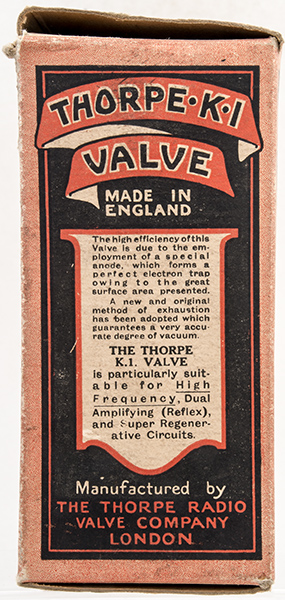 THORPE·K·1
VALVE
MADE IN
ENGLAND
The high efficiency of this
Valve is due to the em-
ployment of a special
anode, which forms a
perfect electron trap
owing to the great
surface area presented.
A new and original
method of exhaustion
has been adopted which
guarantees a very accu-
rate degree of vacuum.
THE THORPE
K.1. VALVE
is particularly suit-
able for High
Frequency, Dual
Amplifying (Reflex),
and Super Regener-
ative Circuits.
Manufactured by
THE THORPE RADIO
VALVE COMPANY
LONDON